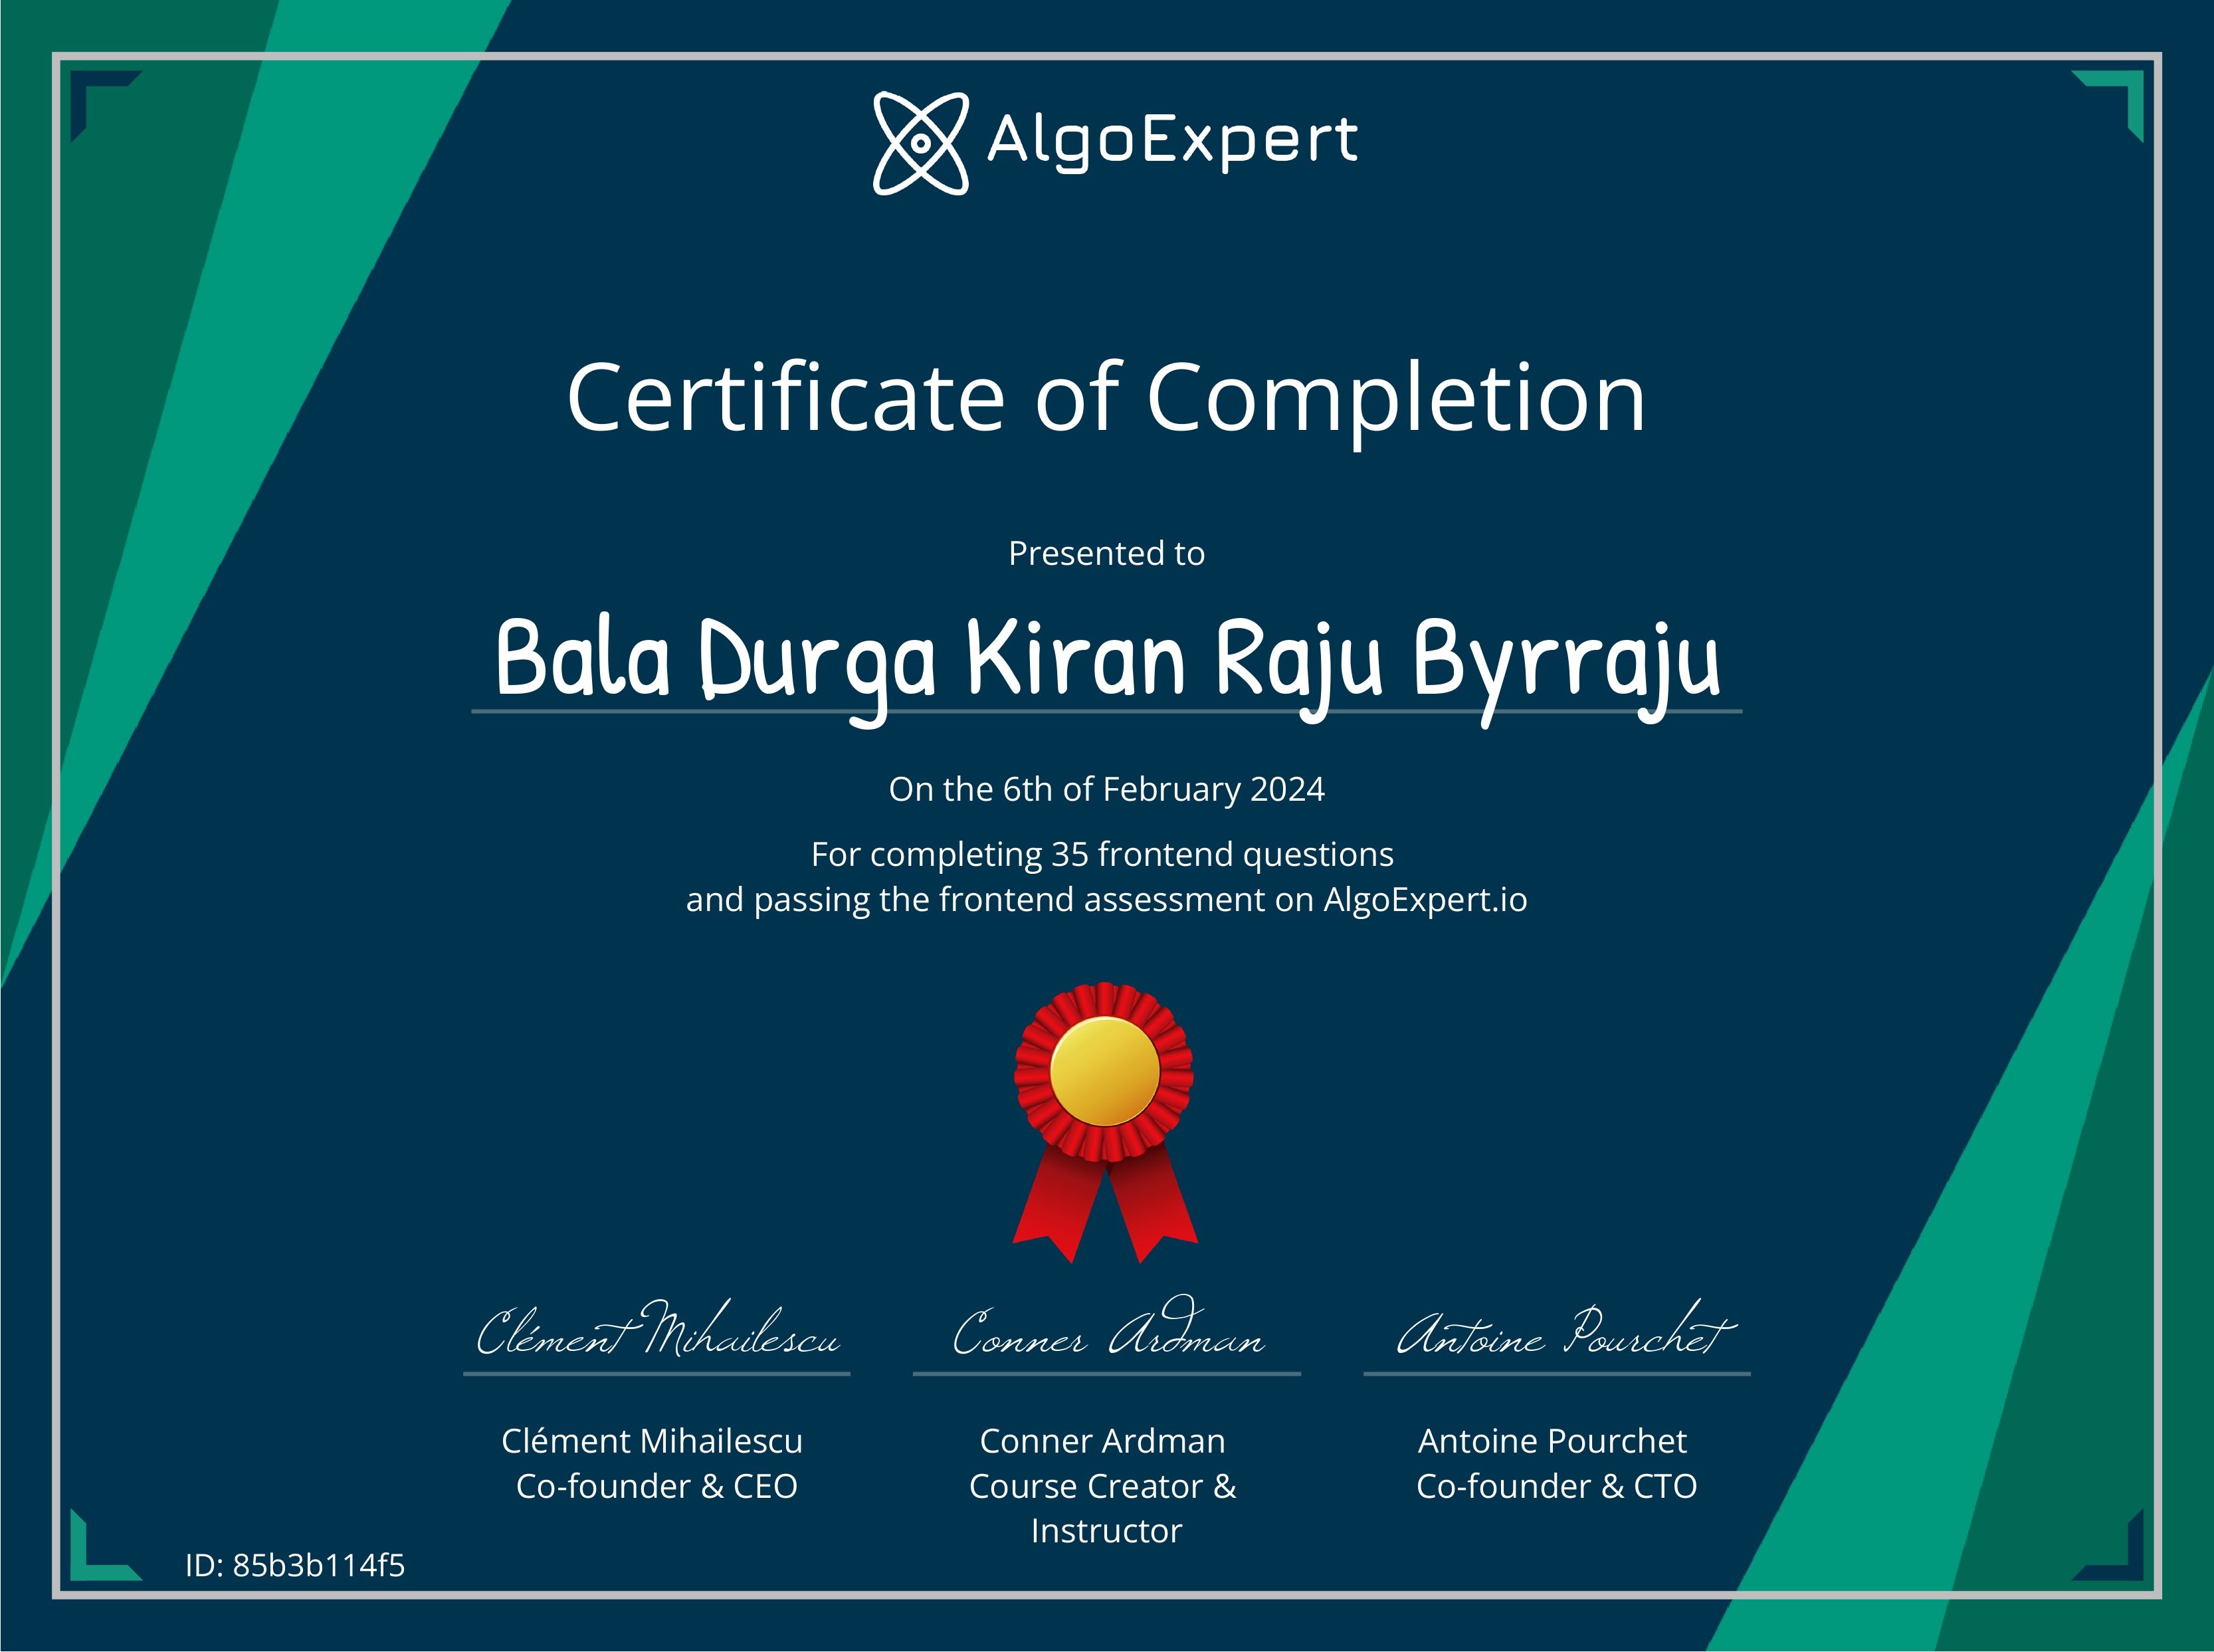 AlgoExpert
Certificate of Completion
Presented to
Bala Durga Kiran Raju Byrraju
On the 6th of February 2024
For completing 35 frontend questions
and passing the frontend assessment on AlgoExpert.io
Clément Mihailescu
Conner Ardman
Antoine Pourchet
Clément Mihailescu
Co-founder & CEO
Conner Ardman
Course Creator &
Instructor
Antoine Pourchet
Co-founder & CTO
ID: 85b3b114f5